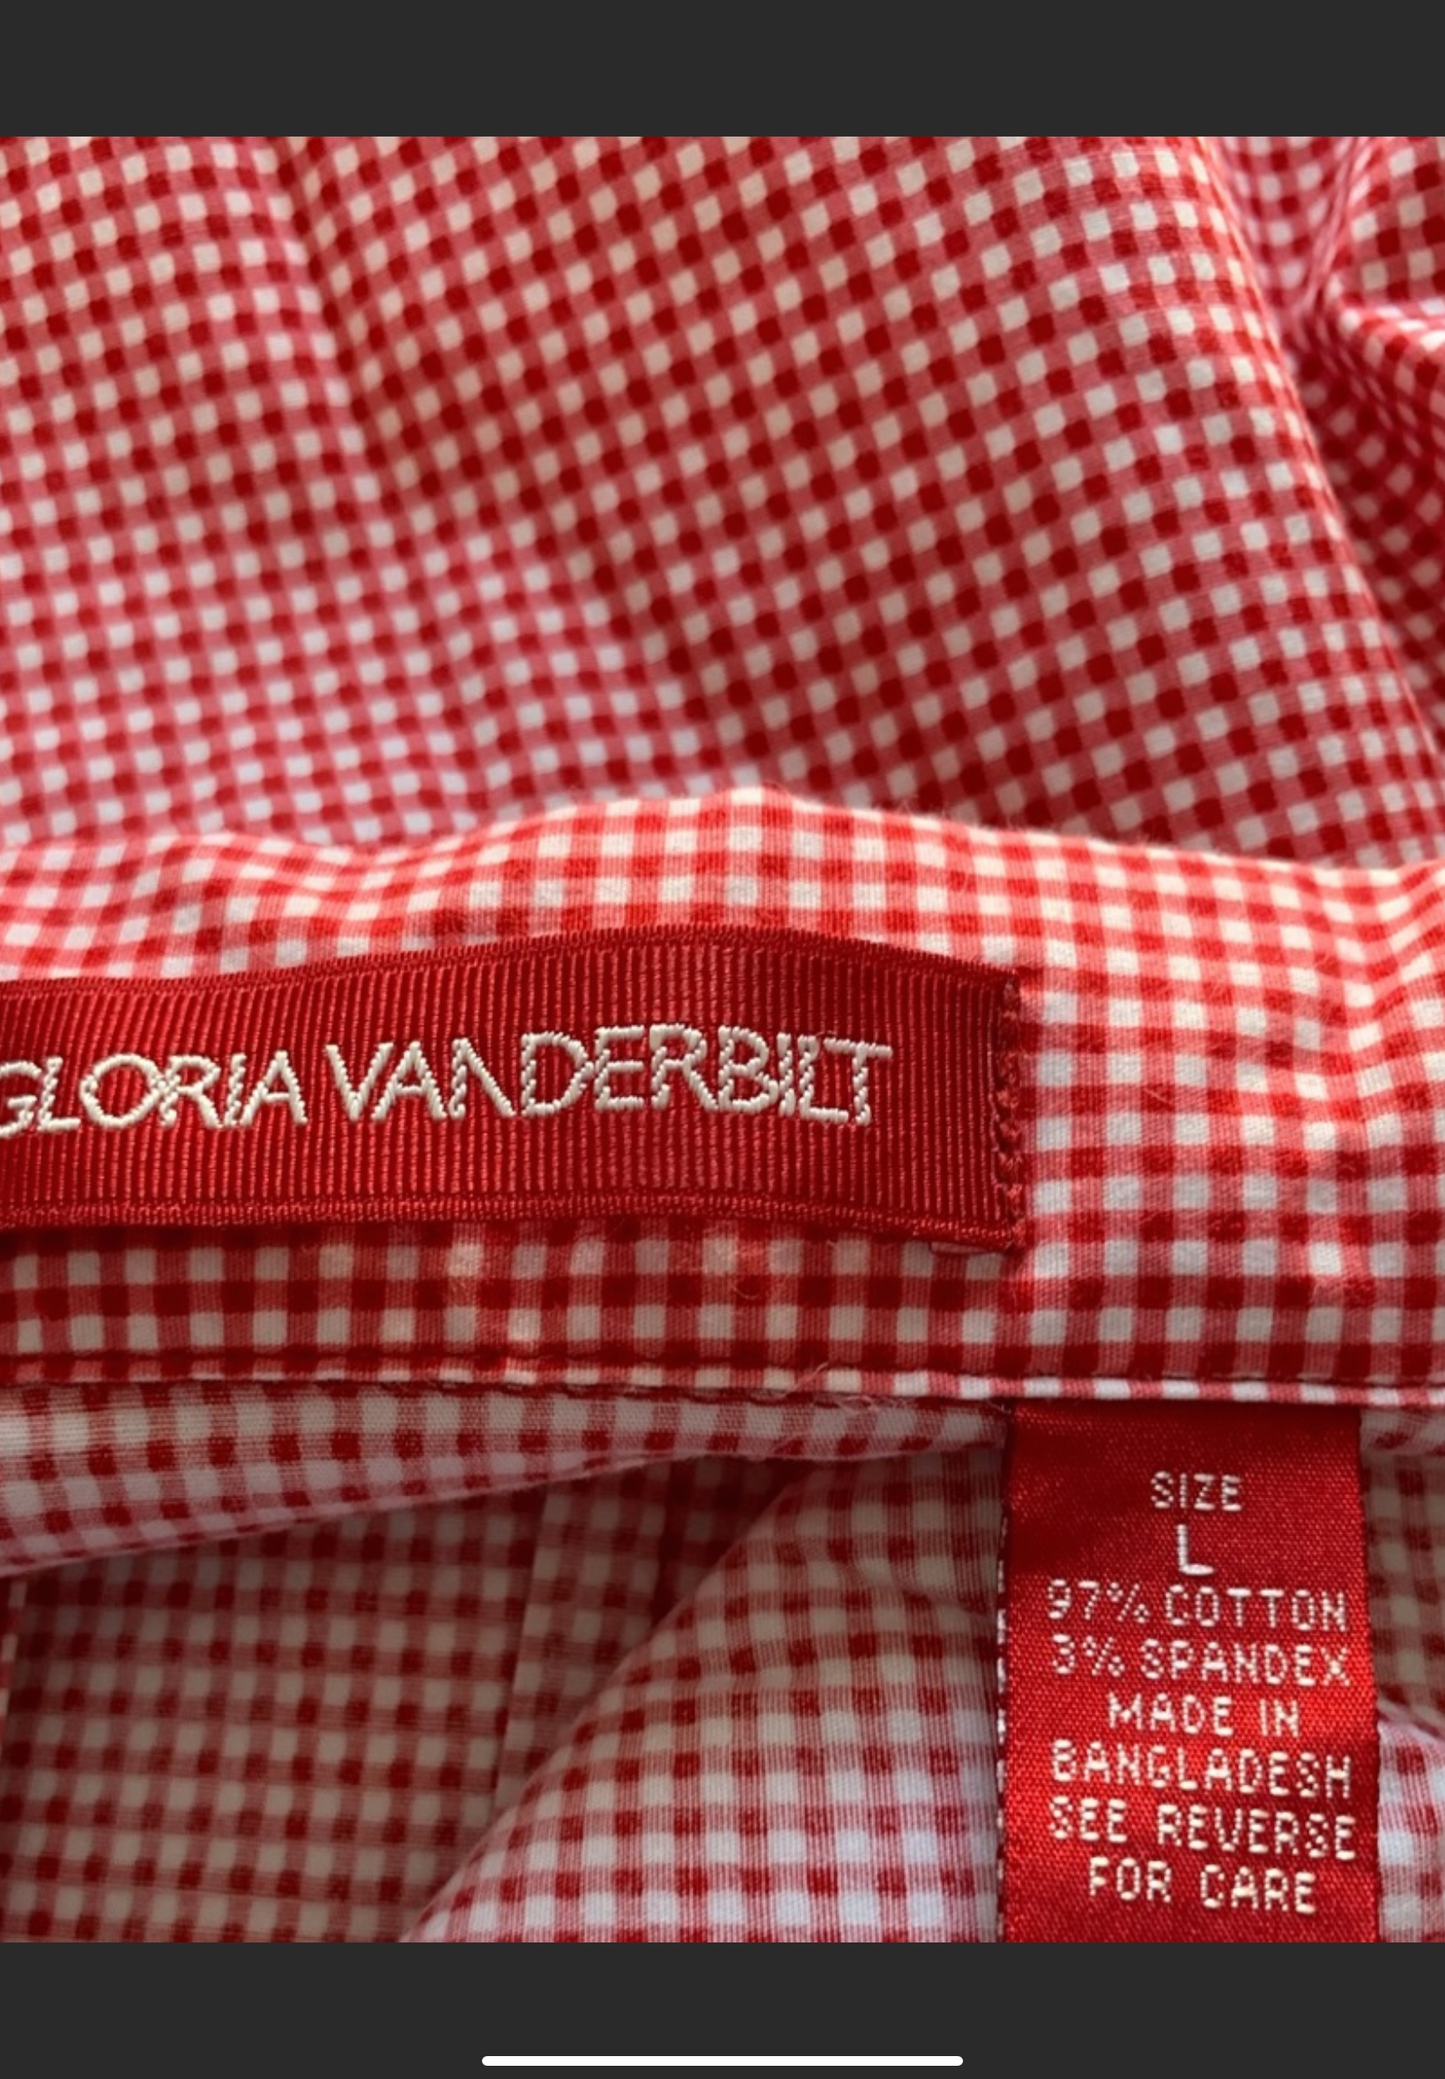 GLORIA VANDERBILT
SIZE
L
97% COTTON
3% SPANDEX
MADE IN
BANGLADESH
SEE REVERSE
FOR CARE